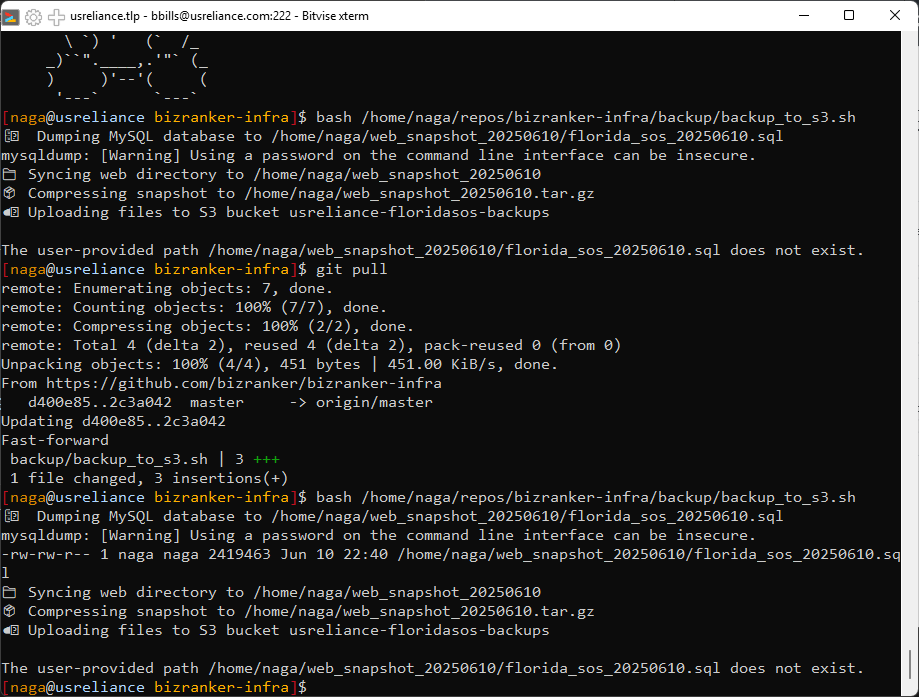 usreliance.tlp - bbills@usreliance.com:222 - Bitvise xterm
     \ `) '   (`  /_
   _)``".____,.'"` (_
   )     )'--'(     (
    '---`      `---`
[naga@usreliance bizranker-infra]$ bash /home/naga/repos/bizranker-infra/backup/backup_to_s3.sh
Dumping MySQL database to /home/naga/web_snapshot_20250610/florida_sos_20250610.sql
mysqldump: [Warning] Using a password on the command line interface can be insecure.
Syncing web directory to /home/naga/web_snapshot_20250610
Compressing snapshot to /home/naga/web_snapshot_20250610.tar.gz
Uploading files to S3 bucket usreliance-floridasos-backups
The user-provided path /home/naga/web_snapshot_20250610/florida_sos_20250610.sql does not exist.
[naga@usreliance bizranker-infra]$ git pull
remote: Enumerating objects: 7, done.
remote: Counting objects: 100% (7/7), done.
remote: Compressing objects: 100% (2/2), done.
remote: Total 4 (delta 2), reused 4 (delta 2), pack-reused 0 (from 0)
Unpacking objects: 100% (4/4), 451 bytes | 451.00 KiB/s, done.
From https://github.com/bizranker/bizranker-infra
   d400e85..2c3a042  master     -> origin/master
Updating d400e85..2c3a042
Fast-forward
 backup/backup_to_s3.sh | 3 +++
 1 file changed, 3 insertions(+)
[naga@usreliance bizranker-infra]$ bash /home/naga/repos/bizranker-infra/backup/backup_to_s3.sh
Dumping MySQL database to /home/naga/web_snapshot_20250610/florida_sos_20250610.sql
mysqldump: [Warning] Using a password on the command line interface can be insecure.
-rw-rw-r-- 1 naga naga 2419463 Jun 10 22:40 /home/naga/web_snapshot_20250610/florida_sos_20250610.sq
l
Syncing web directory to /home/naga/web_snapshot_20250610
Compressing snapshot to /home/naga/web_snapshot_20250610.tar.gz
Uploading files to S3 bucket usreliance-floridasos-backups
The user-provided path /home/naga/web_snapshot_20250610/florida_sos_20250610.sql does not exist.
[naga@usreliance bizranker-infra]$